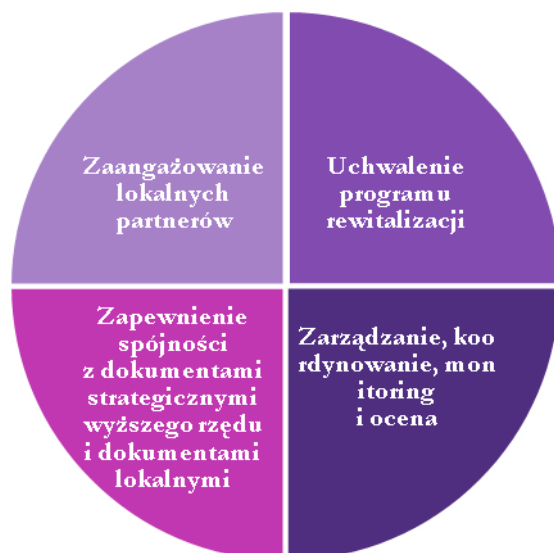 Zaangażowanie
lokalnych
partnerów
Uchwalenie
programu
rewitalizacji
Zapewnienie
spójności
z dokumentami
strategicznymi
wyższego rzędu
i dokumentami
lokalnymi
Zarządzanie, koo
rdynowanie, mon
itoring
i ocena